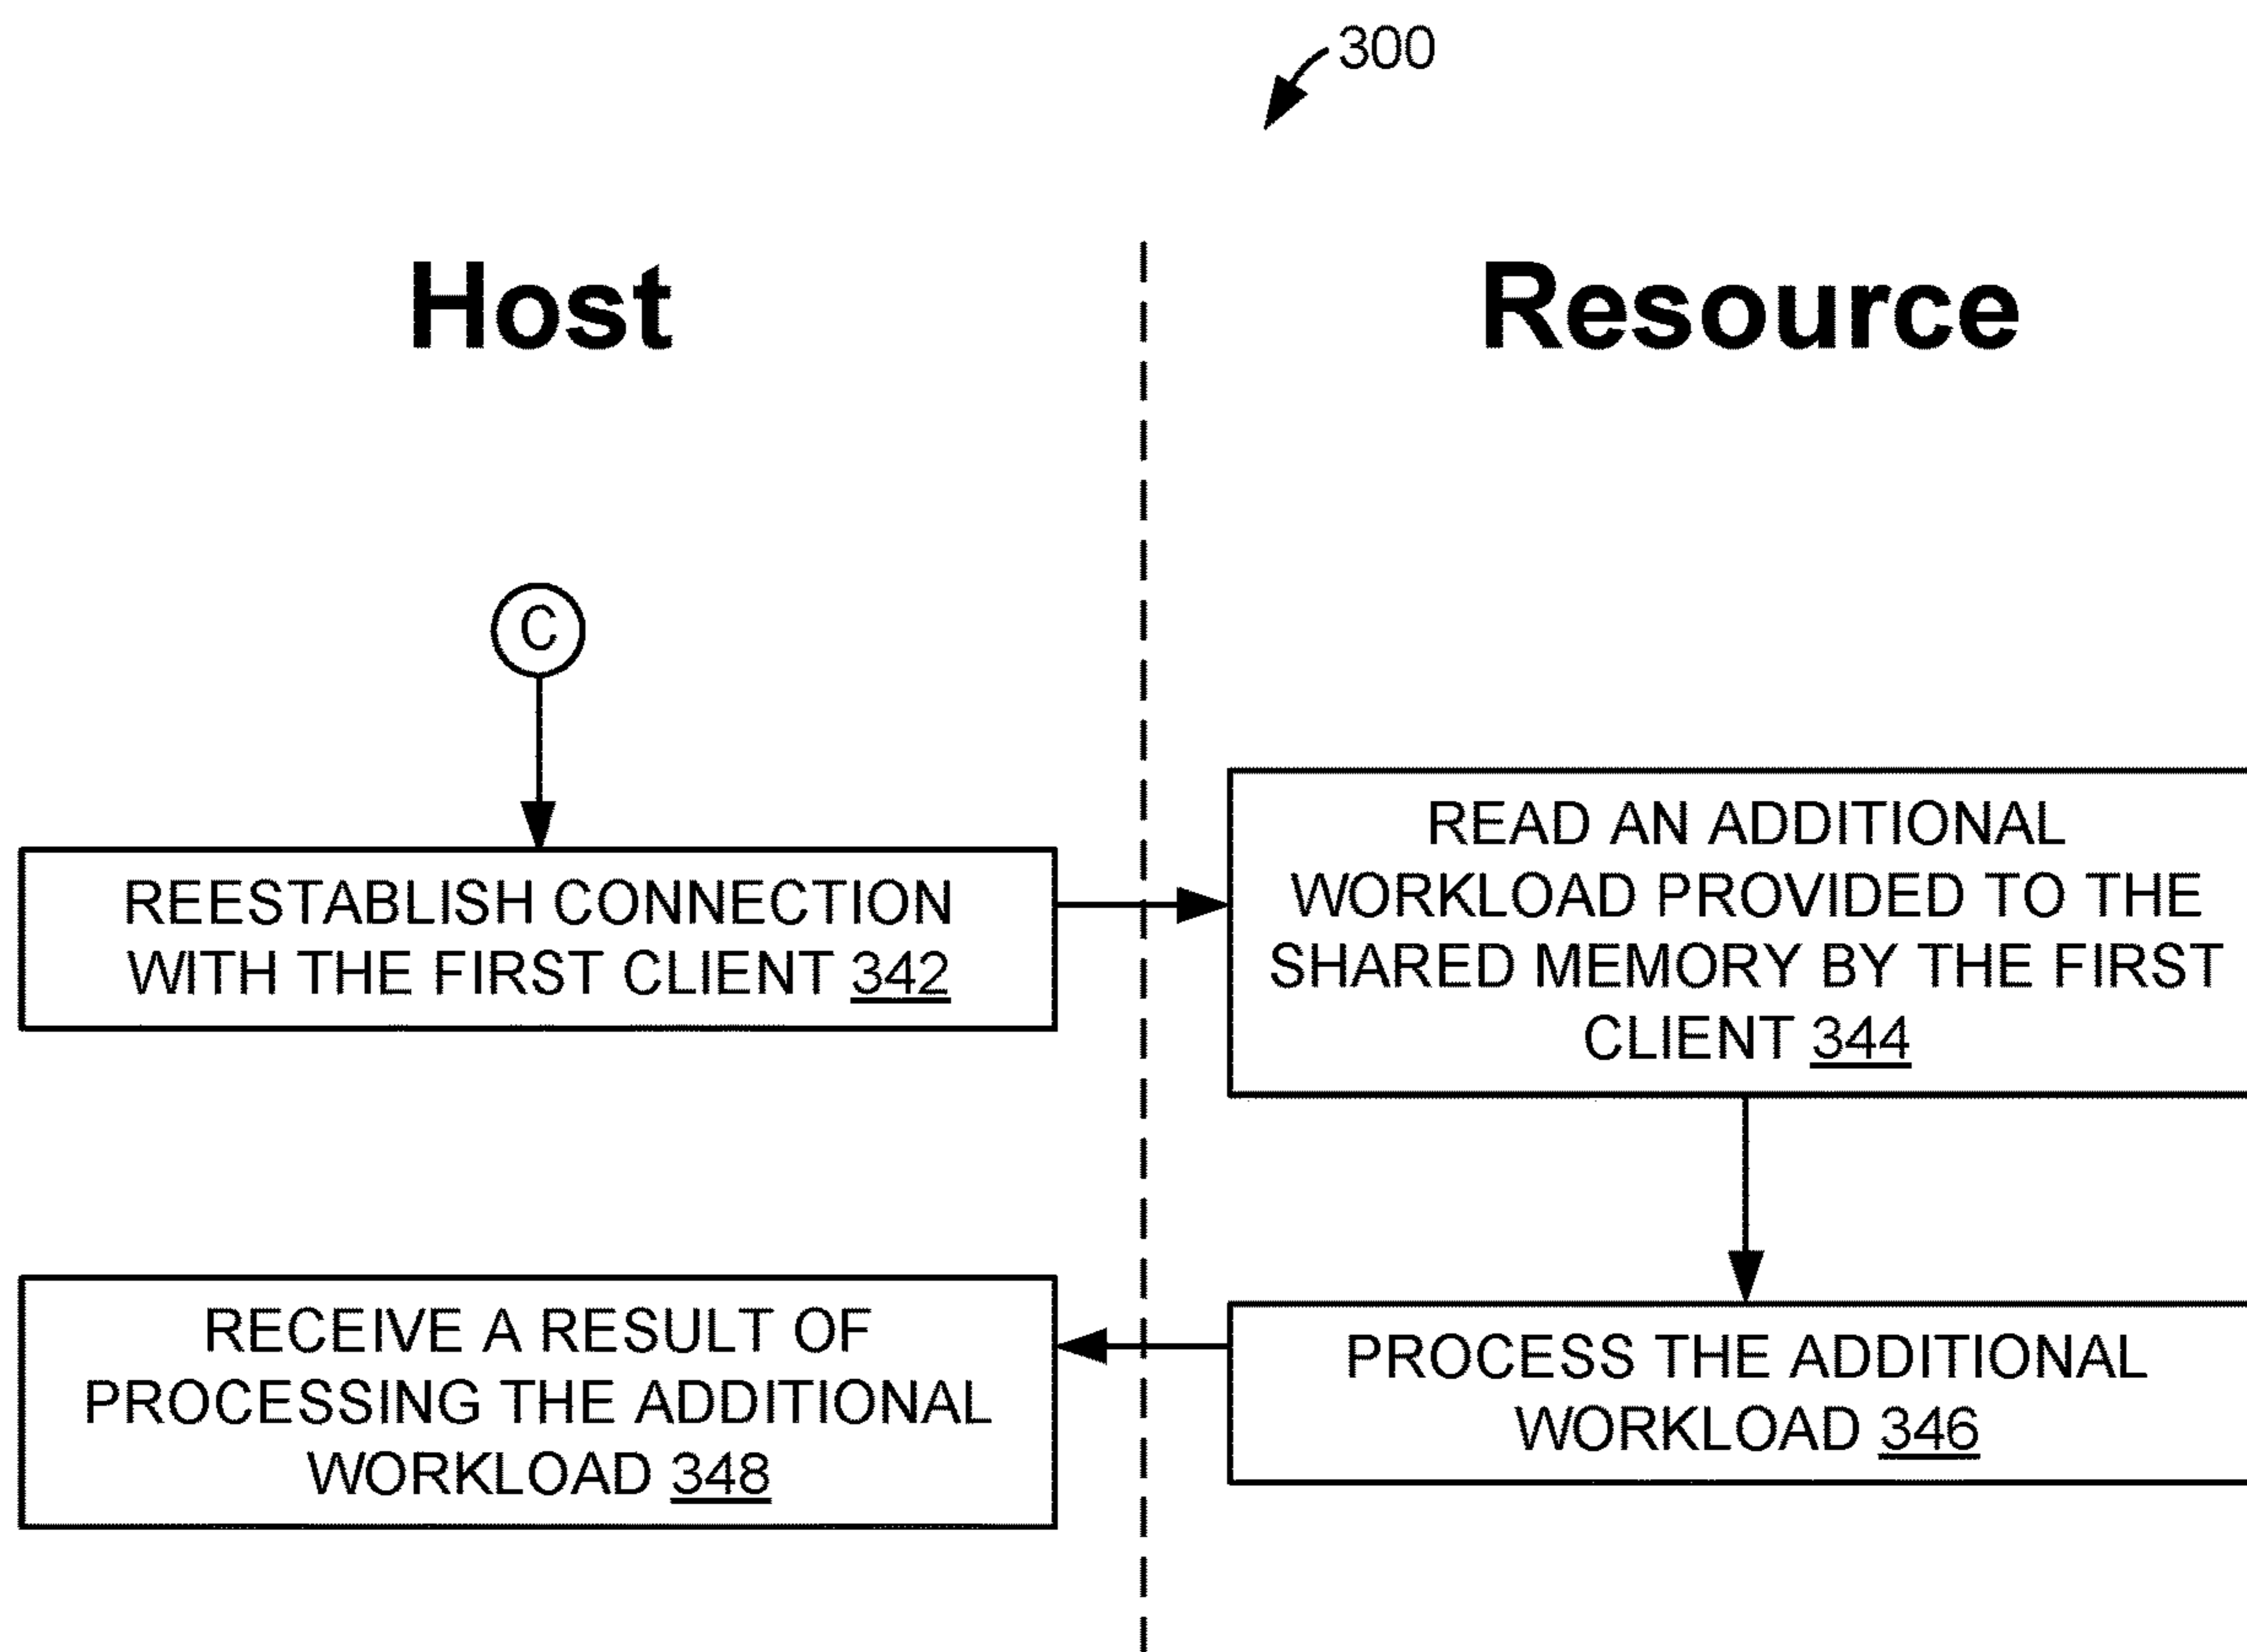 300
Host
Resource
C
REESTABLISH CONNECTION
WITH THE FIRST CLIENT 342
READ AN ADDITIONAL
WORKLOAD PROVIDED TO THE
SHARED MEMORY BY THE FIRST
CLIENT 344
PROCESS THE ADDITIONAL
WORKLOAD 346
RECEIVE A RESULT OF
PROCESSING THE ADDITIONAL
WORKLOAD 348